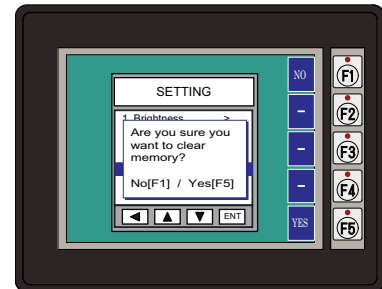 SETTING
1. Brightness >
Are you sure you
want to clear
memory?
No[F1] / Yes[F5]
◄ ▲ ▼ ENT
NO
-
-
-
YES
F1
F2
F3
F4
F5